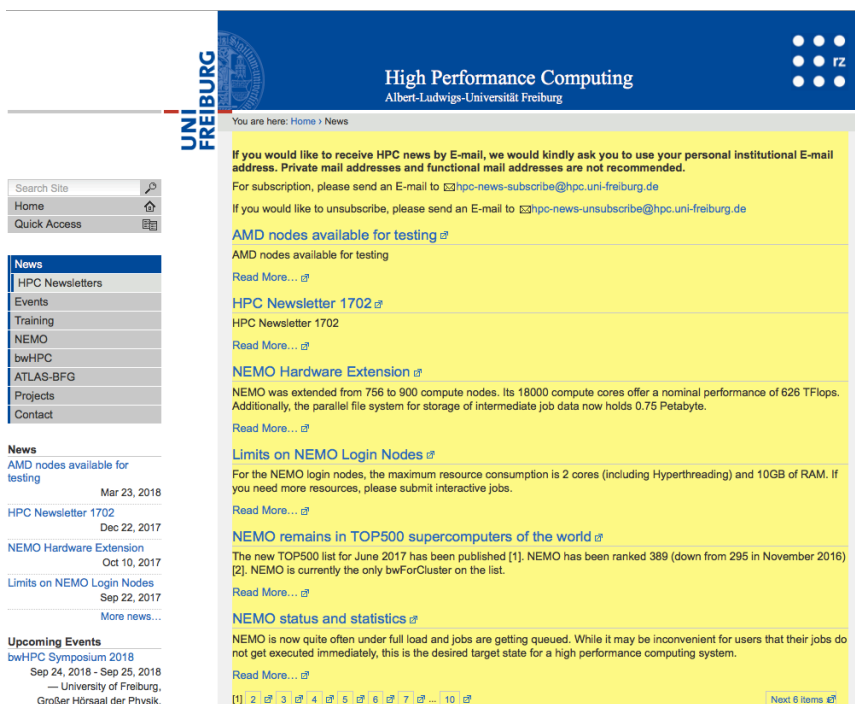 UNI
FREIBURG
High Performance Computing
Albert-Ludwigs-Universität Freiburg
rz
You are here: Home › News
Search Site
Home
Quick Access
News
HPC Newsletters
Events
Training
NEMO
bwHPC
ATLAS-BFG
Projects
Contact
News
AMD nodes available for
testing
Mar 23, 2018
HPC Newsletter 1702
Dec 22, 2017
NEMO Hardware Extension
Oct 10, 2017
Limits on NEMO Login Nodes
Sep 22, 2017
More news…
Upcoming Events
bwHPC Symposium 2018
Sep 24, 2018 - Sep 25, 2018
— University of Freiburg,
Großer Hörsaal der Physik,
If you would like to receive HPC news by E-mail, we would kindly ask you to use your personal institutional E-mail
address. Private mail addresses and functional mail addresses are not recommended.
For subscription, please send an E-mail to hpc-news-subscribe@hpc.uni-freiburg.de
If you would like to unsubscribe, please send an E-mail to hpc-news-unsubscribe@hpc.uni-freiburg.de
AMD nodes available for testing
AMD nodes available for testing
Read More…
HPC Newsletter 1702
HPC Newsletter 1702
Read More…
NEMO Hardware Extension
NEMO was extended from 756 to 900 compute nodes. Its 18000 compute cores offer a nominal performance of 626 TFlops.
Additionally, the parallel file system for storage of intermediate job data now holds 0.75 Petabyte.
Read More…
Limits on NEMO Login Nodes
For the NEMO login nodes, the maximum resource consumption is 2 cores (including Hyperthreading) and 10GB of RAM. If
you need more resources, please submit interactive jobs.
Read More…
NEMO remains in TOP500 supercomputers of the world
The new TOP500 list for June 2017 has been published [1]. NEMO has been ranked 389 (down from 295 in November 2016)
[2]. NEMO is currently the only bwForCluster on the list.
Read More…
NEMO status and statistics
NEMO is now quite often under full load and jobs are getting queued. While it may be inconvenient for users that their jobs do
not get executed immediately, this is the desired target state for a high performance computing system.
Read More…
[1] 2 3 4 5 6 7 ... 10 Next 6 items